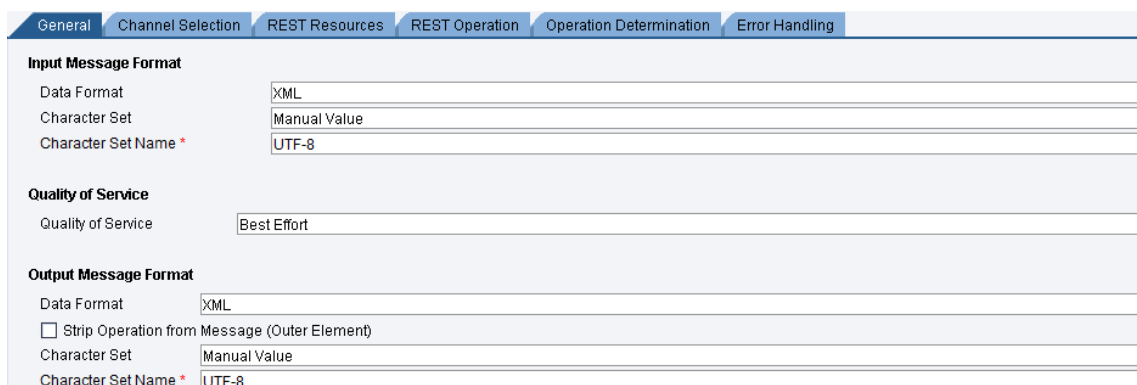 General Channel Selection REST Resources REST Operation Operation Determination Error Handling
Input Message Format
Data Format XML
Character Set Manual Value
Character Set Name * UTF-8
Quality of Service
Quality of Service Best Effort
Output Message Format
Data Format XML
Strip Operation from Message (Outer Element)
Character Set Manual Value
Character Set Name * UTF-8